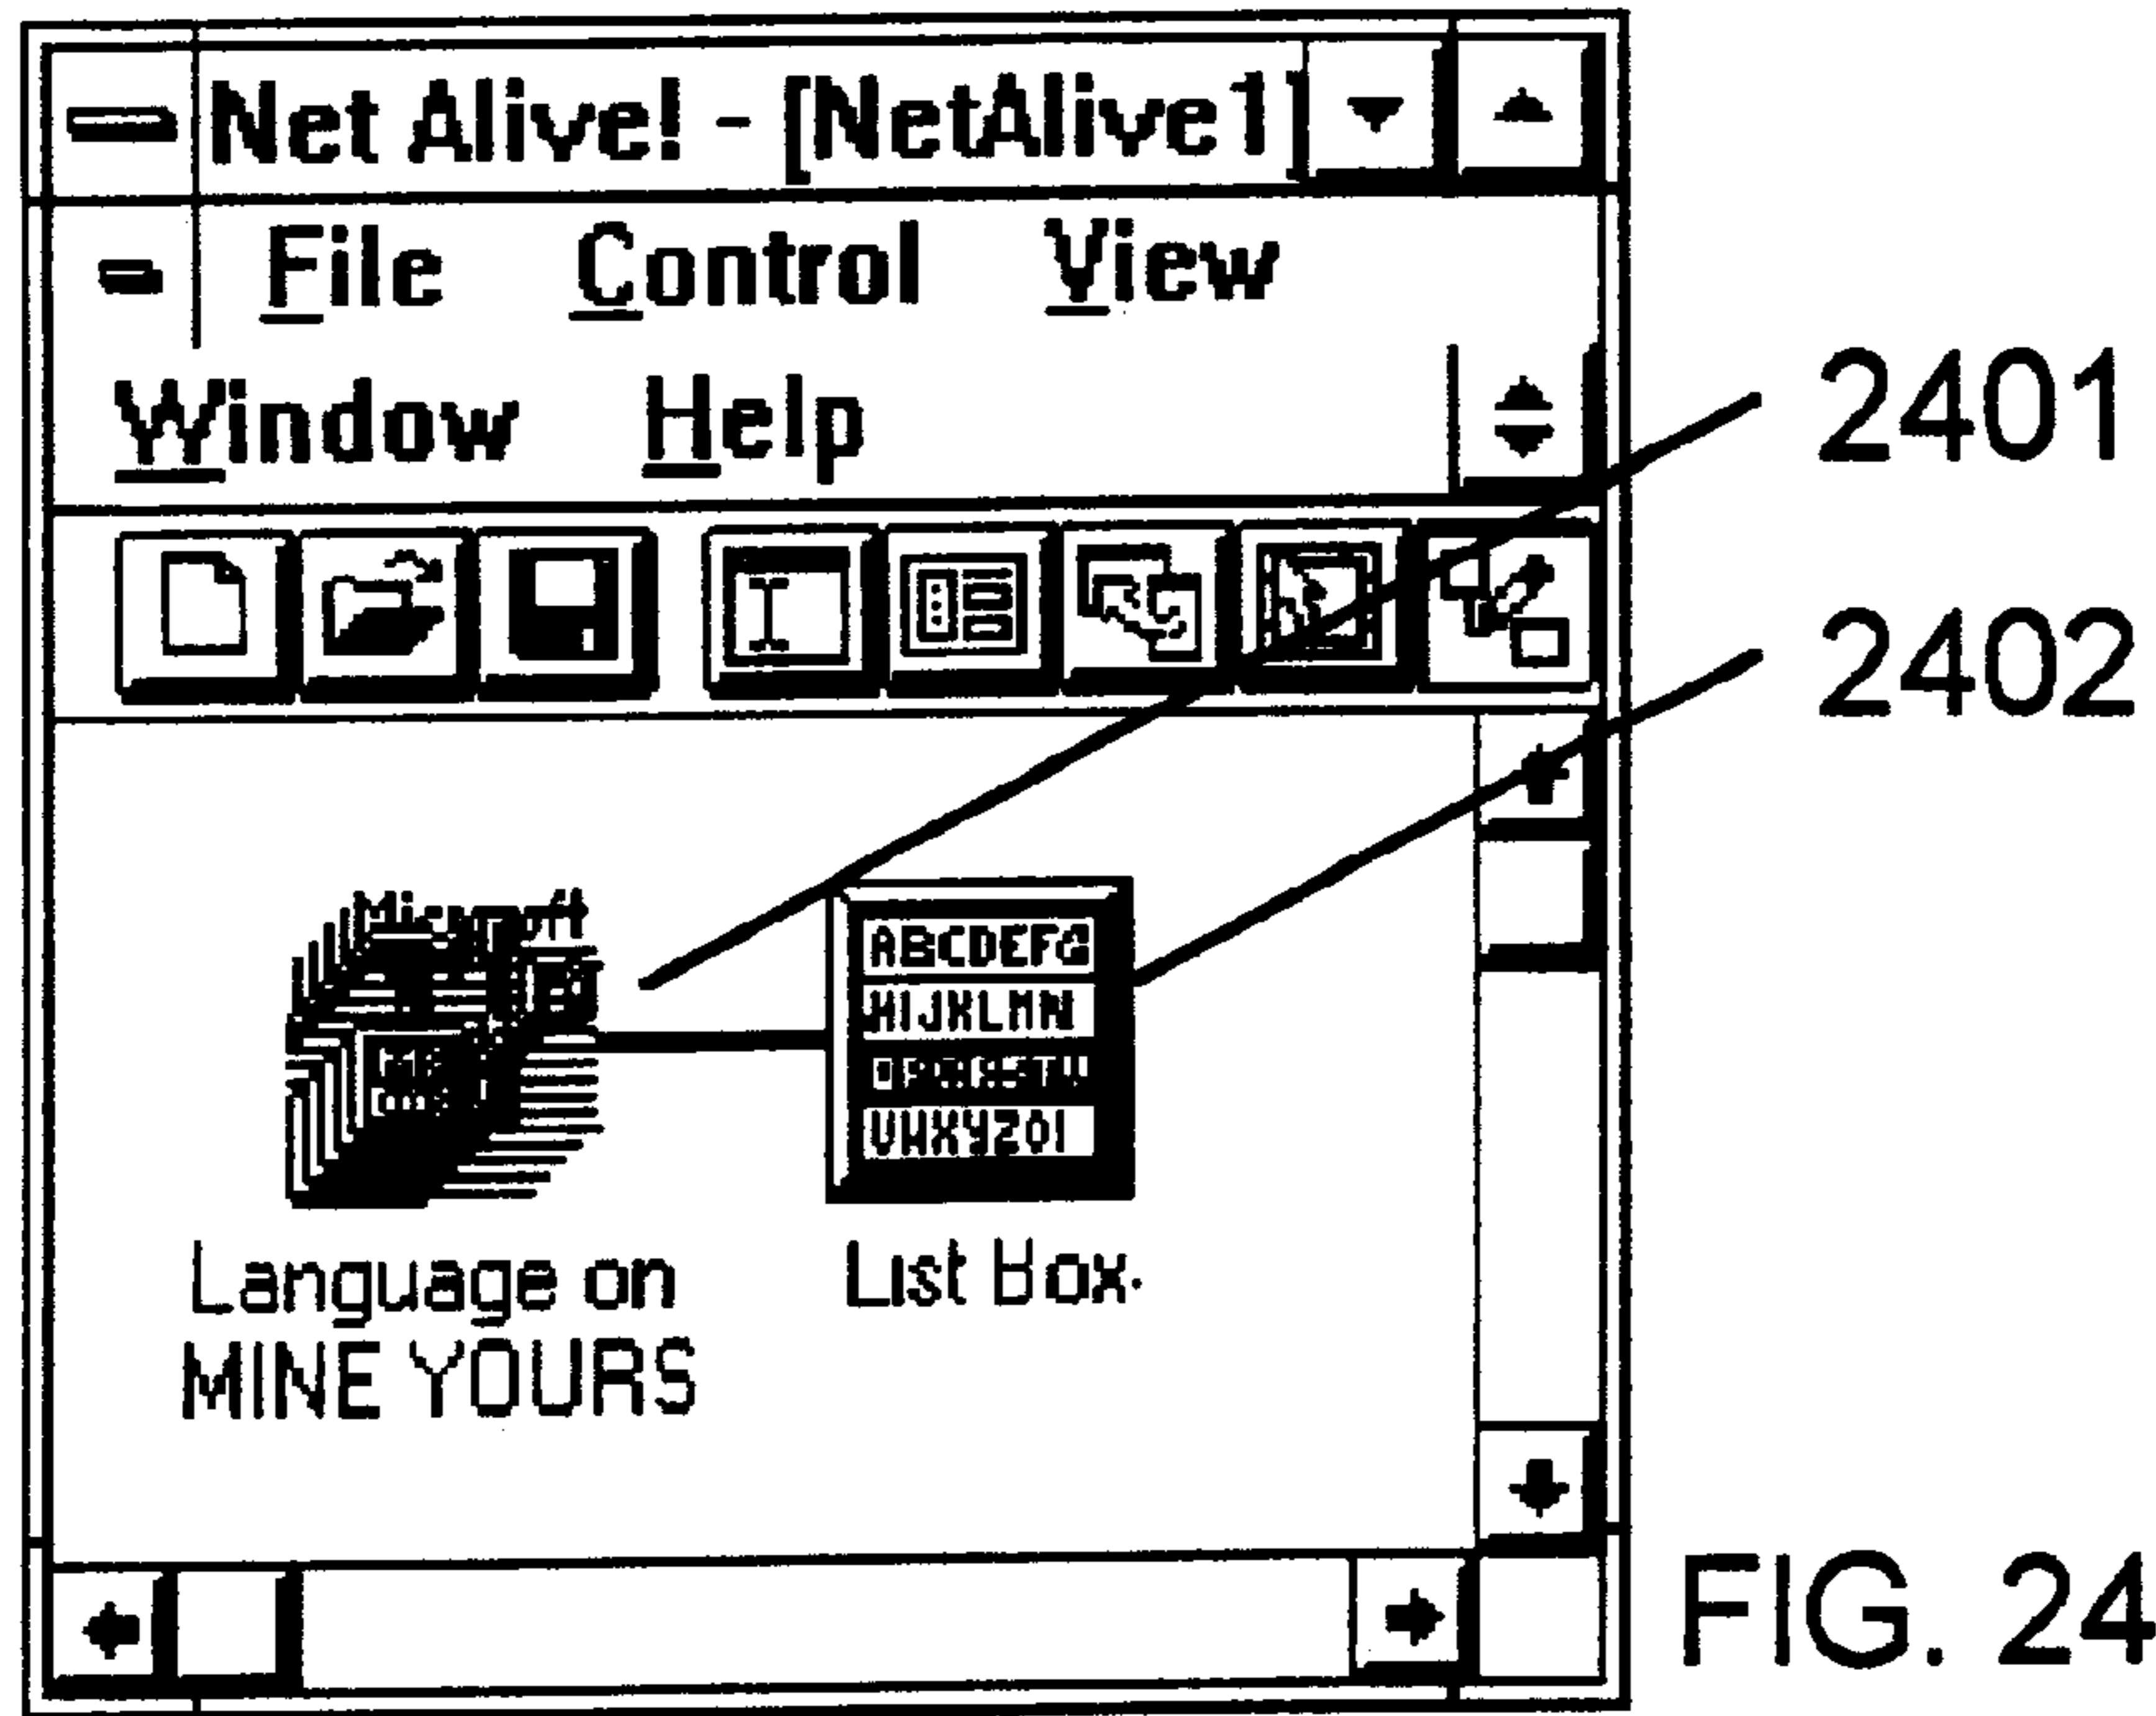 Net Alive! - [NetAlive1]
File Control View
Window Help
2401
2402
ABCDEFG
HIJKLMN
VWXYZ01
Language on
MINE YOURS
List Box.
FIG. 24